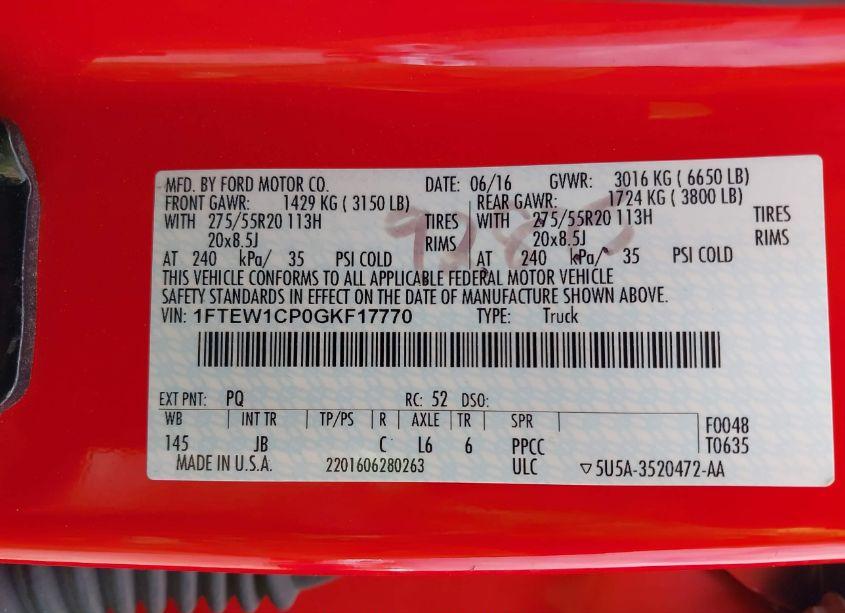 MFD. BY FORD MOTOR CO. DATE: 06/16 GVWR: 3016 KG ( 6650 LB)
FRONT GAWR: 1429 KG ( 3150 LB) REAR GAWR: 1724 KG ( 3800 LB)
WITH 275/55R20 113H TIRES WITH 275/55R20 113H TIRES
20x8.5J RIMS 20x8.5J RIMS
AT 240 kPa/ 35 PSI COLD AT 240 kPa/ 35 PSI COLD
THIS VEHICLE CONFORMS TO ALL APPLICABLE FEDERAL MOTOR VEHICLE
SAFETY STANDARDS IN EFFECT ON THE DATE OF MANUFACTURE SHOWN ABOVE.
VIN: 1FTEW1CP0GKF17770 TYPE: Truck
EXT PNT: PQ RC: 52 DSO:
WB INT TR TP/PS R AXLE TR SPR F0048
145 JB C L6 6 PPCC T0635
MADE IN U.S.A. 2201606280263 ULC ▽5U5A-3520472-AA